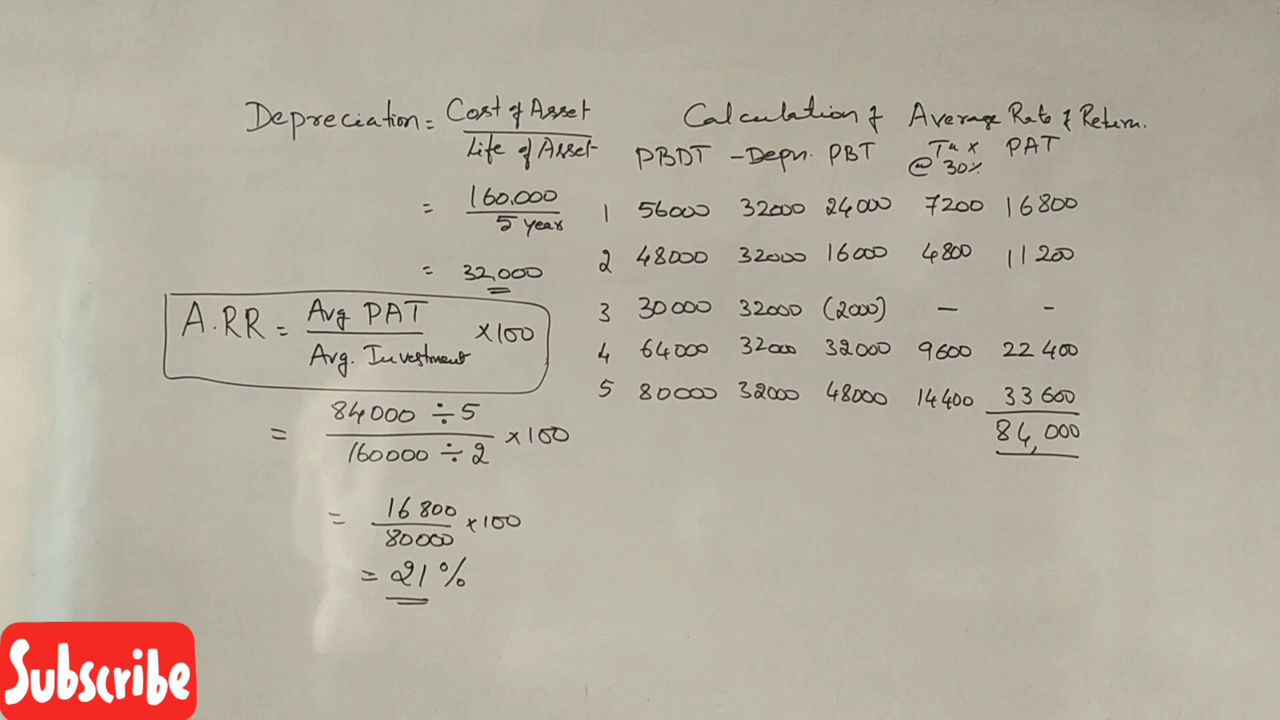 Depreciation = Cost of Asset
Life of Asset
= 160,000
5 year
= 32,000
A.RR = Avg PAT
Avg. Investment × 100
= 84000 ÷ 5
160000 ÷ 2 × 100
= 16800
80000 × 100
= 21%
Calculation of Average Rate of Return.
PBDT - Depn. PBT Tax @ 30% PAT
1 56000 32000 24000 7200 16800
2 48000 32000 16000 4800 11200
3 30000 32000 (2000) — -
4 64000 32000 32000 9600 22400
5 80000 32000 48000 14400 33600
84,000
Subscribe